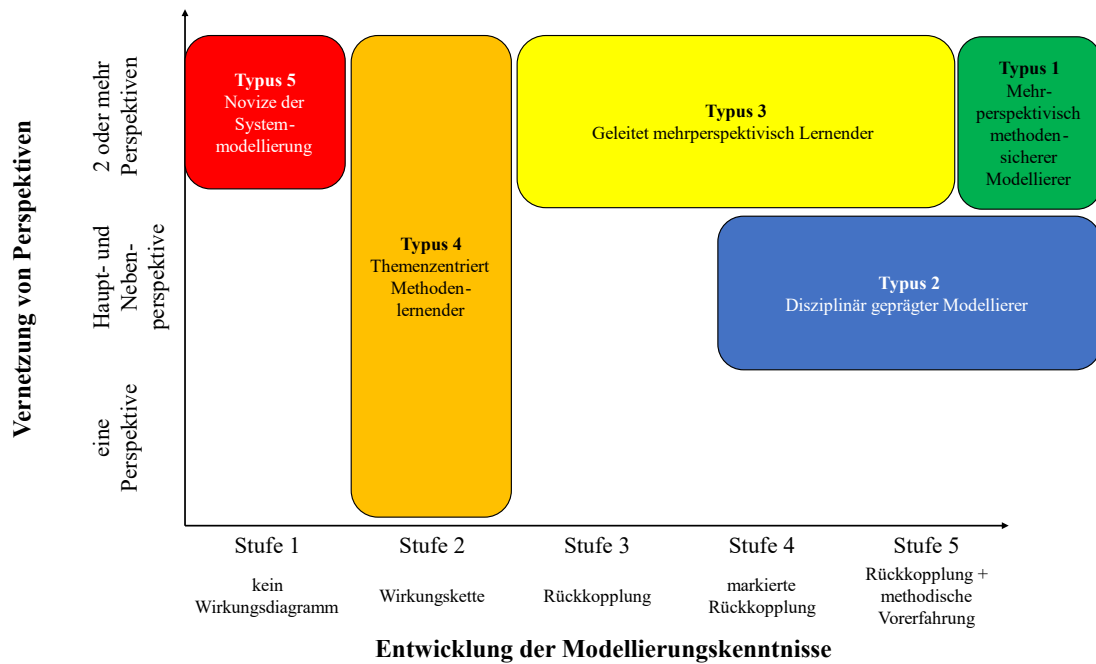 Vernetzung von Perspektiven
2 oder mehr
Perspektiven
Haupt- und
Neben-
perspektive
eine
Perspektive
Typus 5
Novize der
System-
modellierung
Typus 4
Themenzentriert
Methoden-
lernender
Typus 3
Geleitet mehrperspektivisch Lernender
Typus 1
Mehr-
perspektivisch
methoden-
sicherer
Modellierer
Typus 2
Disziplinär geprägter Modellierer
Stufe 1
Stufe 2
Stufe 3
Stufe 4
Stufe 5
kein
Wirkungsdiagramm
Wirkungskette
Rückkopplung
markierte
Rückkopplung
Rückkopplung +
methodische
Vorerfahrung
Entwicklung der Modellierungskenntnisse